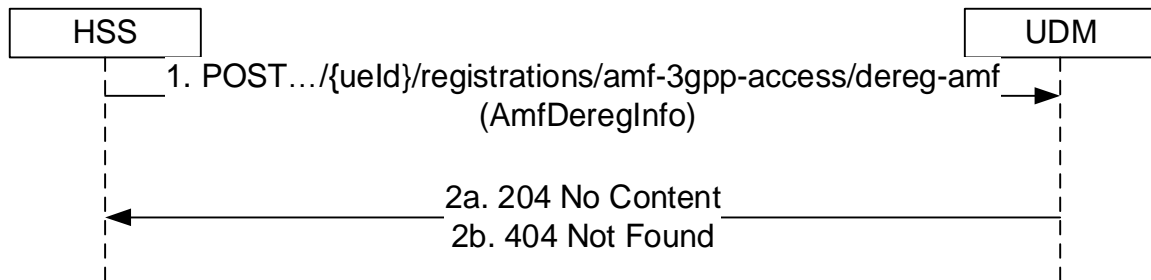 HSS
UDM
1. POST…/{ueId}/registrations/amf-3gpp-access/dereg-amf
(AmfDeregInfo)
2a. 204 No Content
2b. 404 Not Found